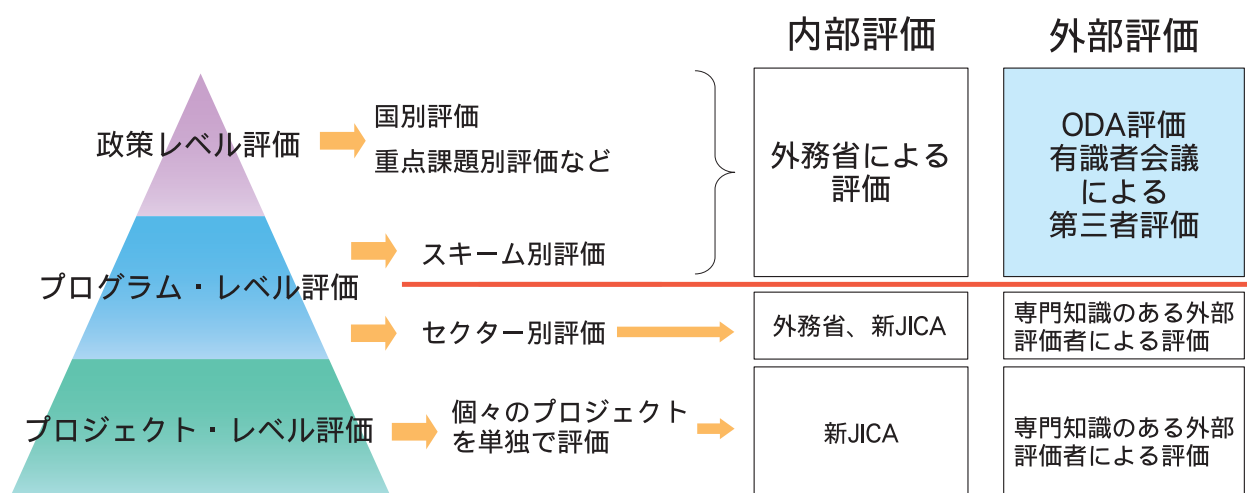 内部評価
外部評価
政策レベル評価
国別評価
重点課題別評価など
外務省による
評価
ODA評価
有識者会議
による
第三者評価
プログラム・レベル評価
スキーム別評価
セクター別評価
外務省、新JICA
専門知識のある外部
評価者による評価
プロジェクト・レベル評価
個々のプロジェクト
を単独で評価
新JICA
専門知識のある外部
評価者による評価